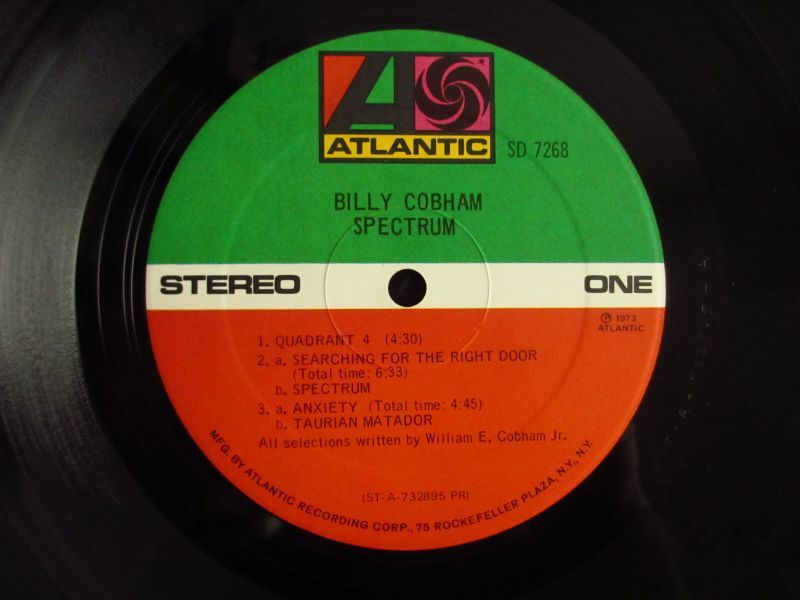 ATLANTIC
SD 7268
BILLY COBHAM
SPECTRUM
STEREO
ONE
℗ 1973
ATLANTIC
1. QUADRANT 4 (4:30)
2. a. SEARCHING FOR THE RIGHT DOOR
(Total time: 6:33)
b. SPECTRUM
3. a. ANXIETY (Total time: 4:45)
b. TAURIAN MATADOR
All selections written by William E. Cobham Jr.
(ST-A-732895 PR)
MFG. BY ATLANTIC RECORDING CORP., 75 ROCKEFELLER PLAZA, N.Y., N.Y.